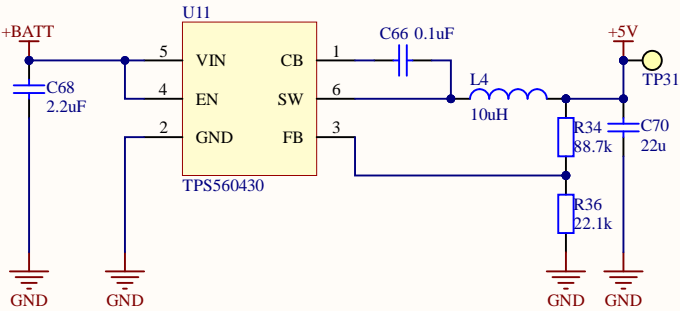 U11
+BATT
+5V
C66 0.1uF
5 VIN CB 1
TP31
L4
C68
2.2uF
4 EN SW 6
10uH
R34
88.7k
C70
22u
2 GND FB 3
TPS560430
R36
22.1k
GND GND GND GND